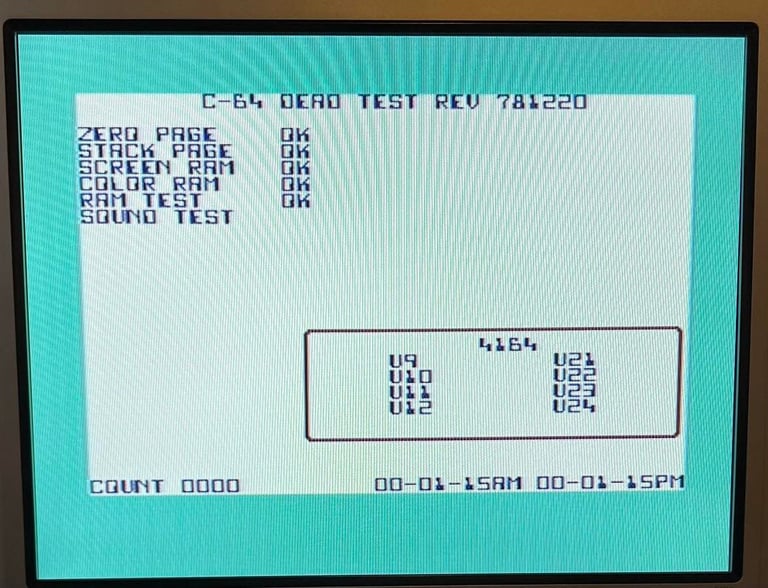 C-64 DEAD TEST REV 781220
ZERO PAGE OK
STACK PAGE OK
SCREEN RAM OK
COLOR RAM OK
RAM TEST OK
SOUND TEST
4164
U9 U21
U10 U22
U11 U23
U12 U24
COUNT 0000 00-01-15AM 00-01-15PM